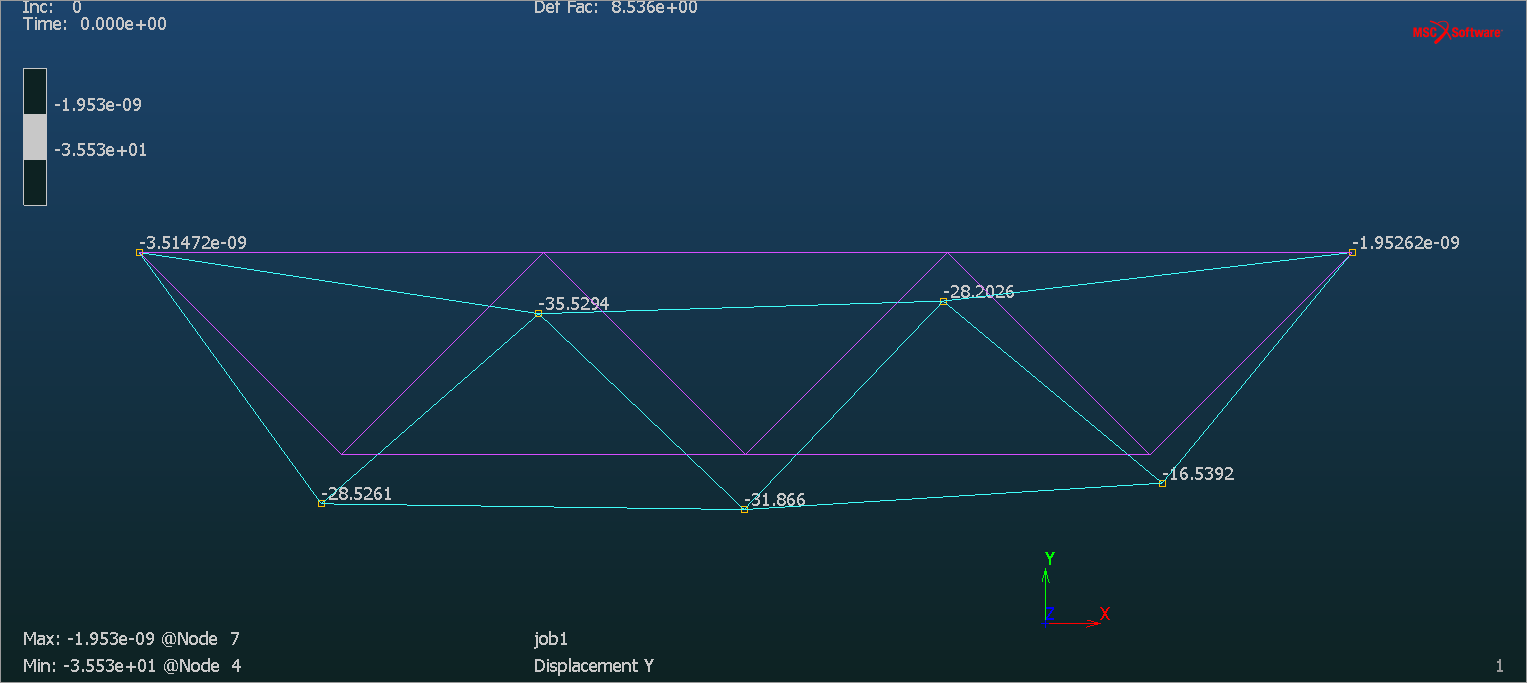 Inc: 0
Def Fac: 8.536e+00
Time: 0.000e+00
MSC Software
-1.953e-09
-3.553e+01
-3.51472e-09
-1.95262e-09
-28.2026
-35.5294
-16.5392
-28.5261
-31.866
Y
Z
X
Max: -1.953e-09 @Node 7
job1
Min: -3.553e+01 @Node 4
Displacement Y
1